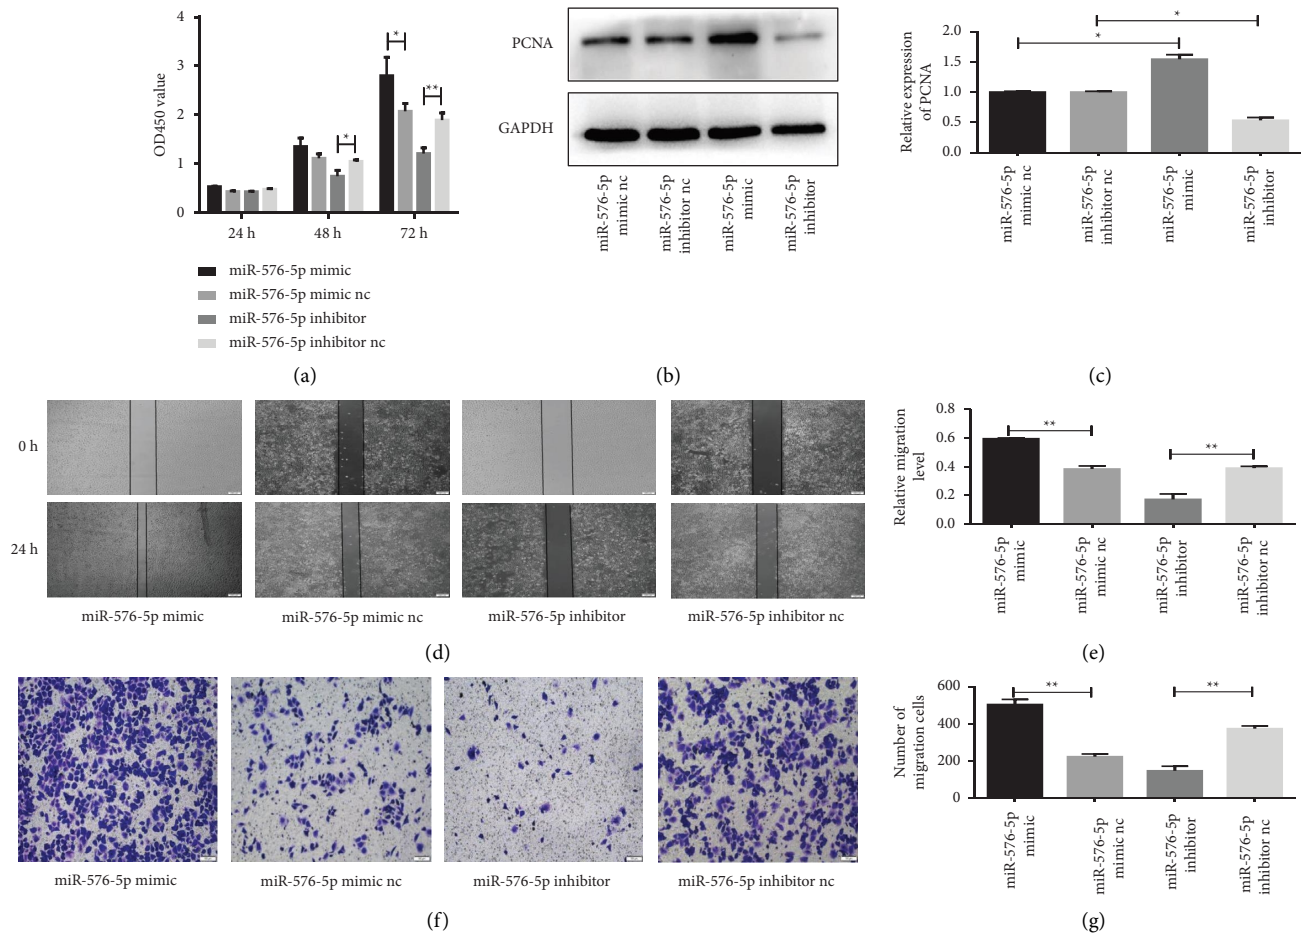 4
3
2
1
0
OD450 value
*
**
*
24 h
48 h
72 h
miR-576-5p mimic
miR-576-5p mimic nc
miR-576-5p inhibitor
miR-576-5p inhibitor nc
(a)
PCNA
GAPDH
miR-576-5p
mimic nc
miR-576-5p
inhibitor nc
miR-576-5p
mimic
miR-576-5p
inhibitor
(b)
Relative expression
of PCNA
2.0
1.5
1.0
0.5
0.0
*
*
miR-576-5p
mimic nc
miR-576-5p
inhibitor nc
miR-576-5p
mimic
miR-576-5p
inhibitor
(c)
0 h
24 h
miR-576-5p mimic
miR-576-5p mimic nc
miR-576-5p inhibitor
miR-576-5p inhibitor nc
(d)
Relative migration
level
0.8
0.6
0.4
0.2
0.0
**
**
miR-576-5p
mimic
miR-576-5p
mimic nc
miR-576-5p
inhibitor
miR-576-5p
inhibitor nc
(e)
miR-576-5p mimic
miR-576-5p mimic nc
miR-576-5p inhibitor
miR-576-5p inhibitor nc
(f)
Number of
migration cells
600
400
200
0
**
**
miR-576-5p
mimic
miR-576-5p
mimic nc
miR-576-5p
inhibitor
miR-576-5p
inhibitor nc
(g)